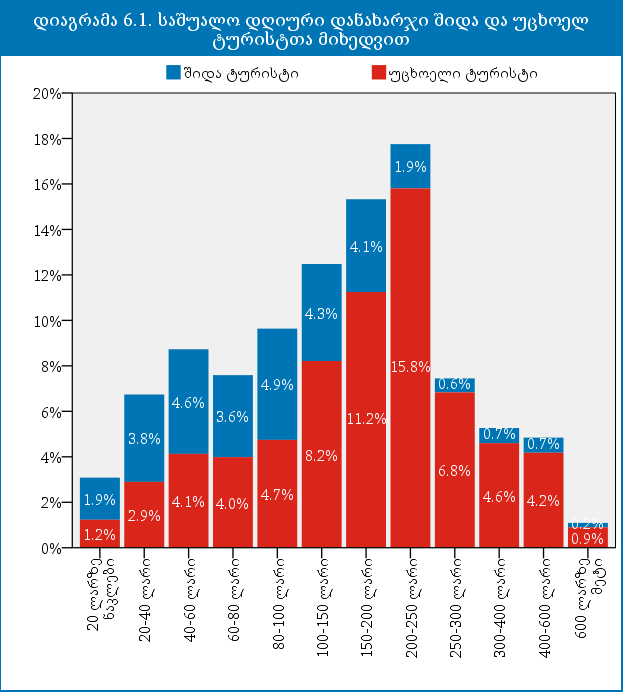 დიაგრამა 6.1. საშუალო დღიური დანახარჯი შიდა და უცხოელ
ტურისტთა მიხედვით
შიდა ტურისტი
უცხოელი ტურისტი
20%
18%
16%
14%
12%
10%
8%
6%
4%
2%
0%
1.9%
1.2%
3.8%
2.9%
4.6%
4.1%
3.6%
4.0%
4.9%
4.7%
4.3%
8.2%
4.1%
11.2%
1.9%
15.8%
0.6%
6.8%
0.7%
4.6%
0.7%
4.2%
0.2%
0.9%
20 ლარზე
ნაკლები
20-40 ლარი
40-60 ლარი
60-80 ლარი
80-100 ლარი
100-150 ლარი
150-200 ლარი
200-250 ლარი
250-300 ლარი
300-400 ლარი
400-600 ლარი
600 ლარზე
მეტი